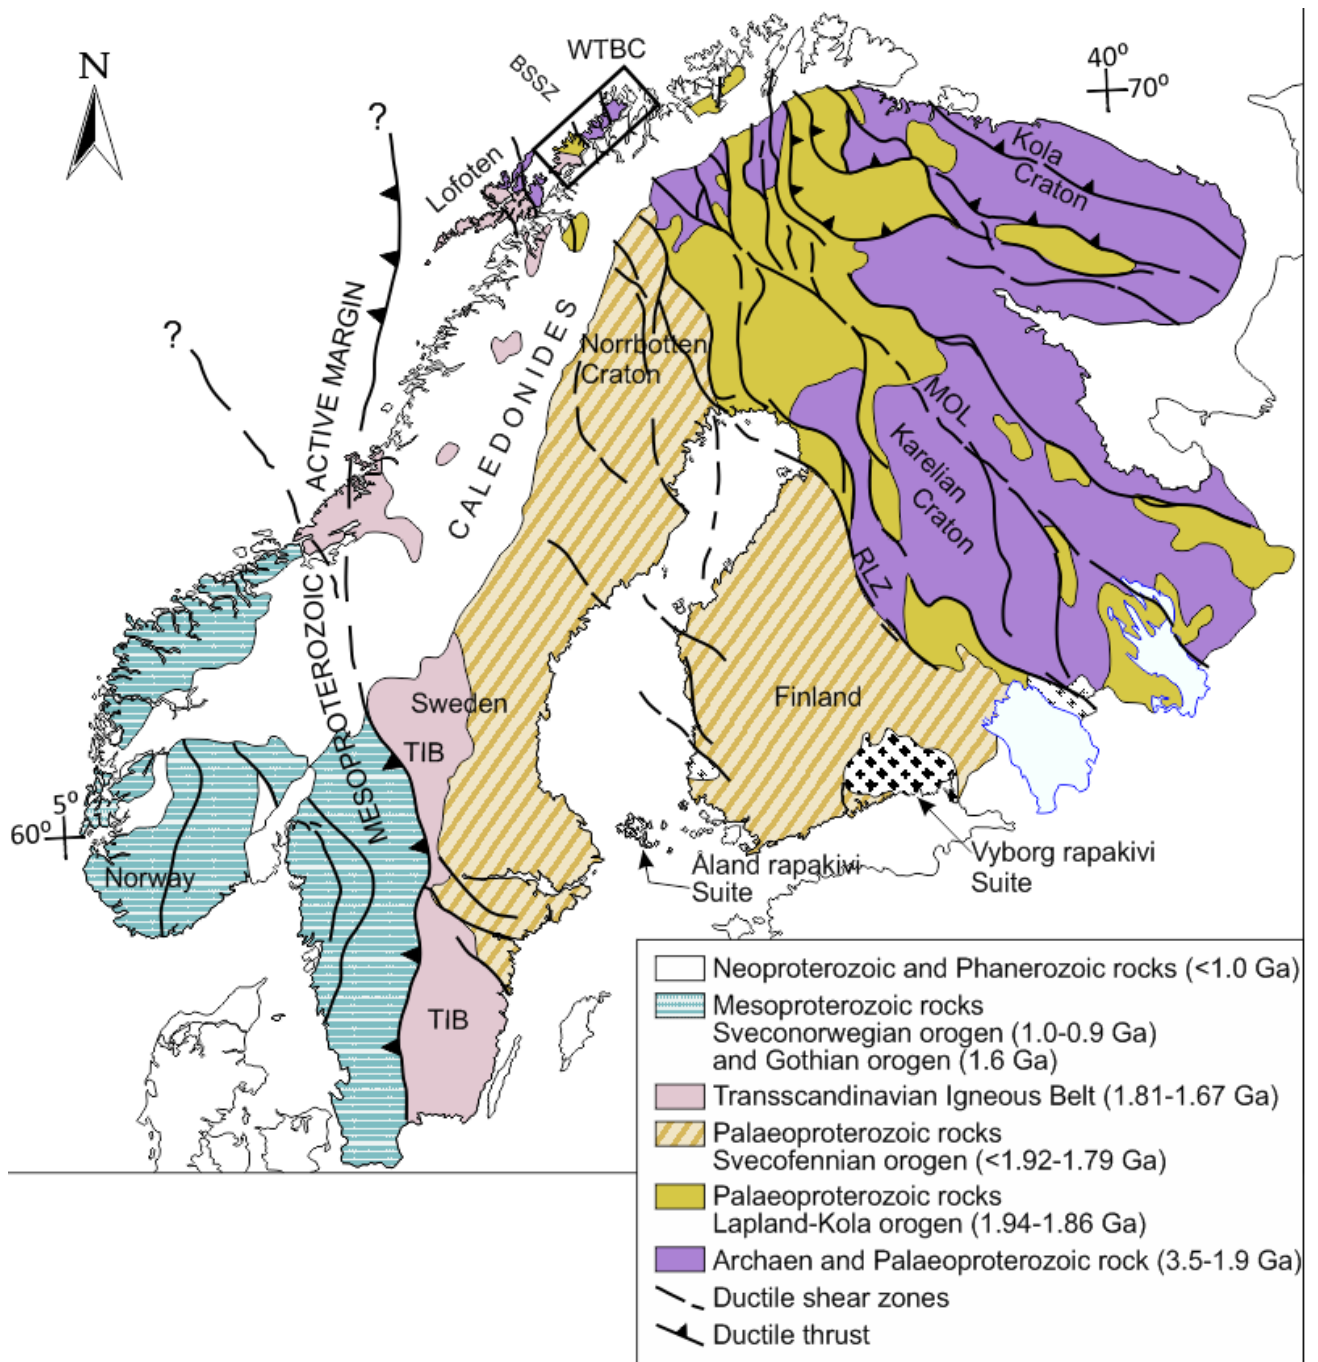 N
?
BSSZ
WTBC
40º
70º
Lofoten
Kola
Craton
?
ACTIVE MARGIN
CALEDONIDES
Norrbotten
Craton
MOL
Karelian
Craton
RLZ
MESOPROTEROZOIC
Sweden
TIB
Finland
5º
60º
Norway
Åland rapakivi
Suite
Vyborg rapakivi
Suite
TIB
Neoproterozoic and Phanerozoic rocks (<1.0 Ga)
Mesoproterozoic rocks
Sveconorwegian orogen (1.0-0.9 Ga)
and Gothian orogen (1.6 Ga)
Transscandinavian Igneous Belt (1.81-1.67 Ga)
Palaeoproterozoic rocks
Svecofennian orogen (<1.92-1.79 Ga)
Palaeoproterozoic rocks
Lapland-Kola orogen (1.94-1.86 Ga)
Archaen and Palaeoproterozoic rock (3.5-1.9 Ga)
Ductile shear zones
Ductile thrust